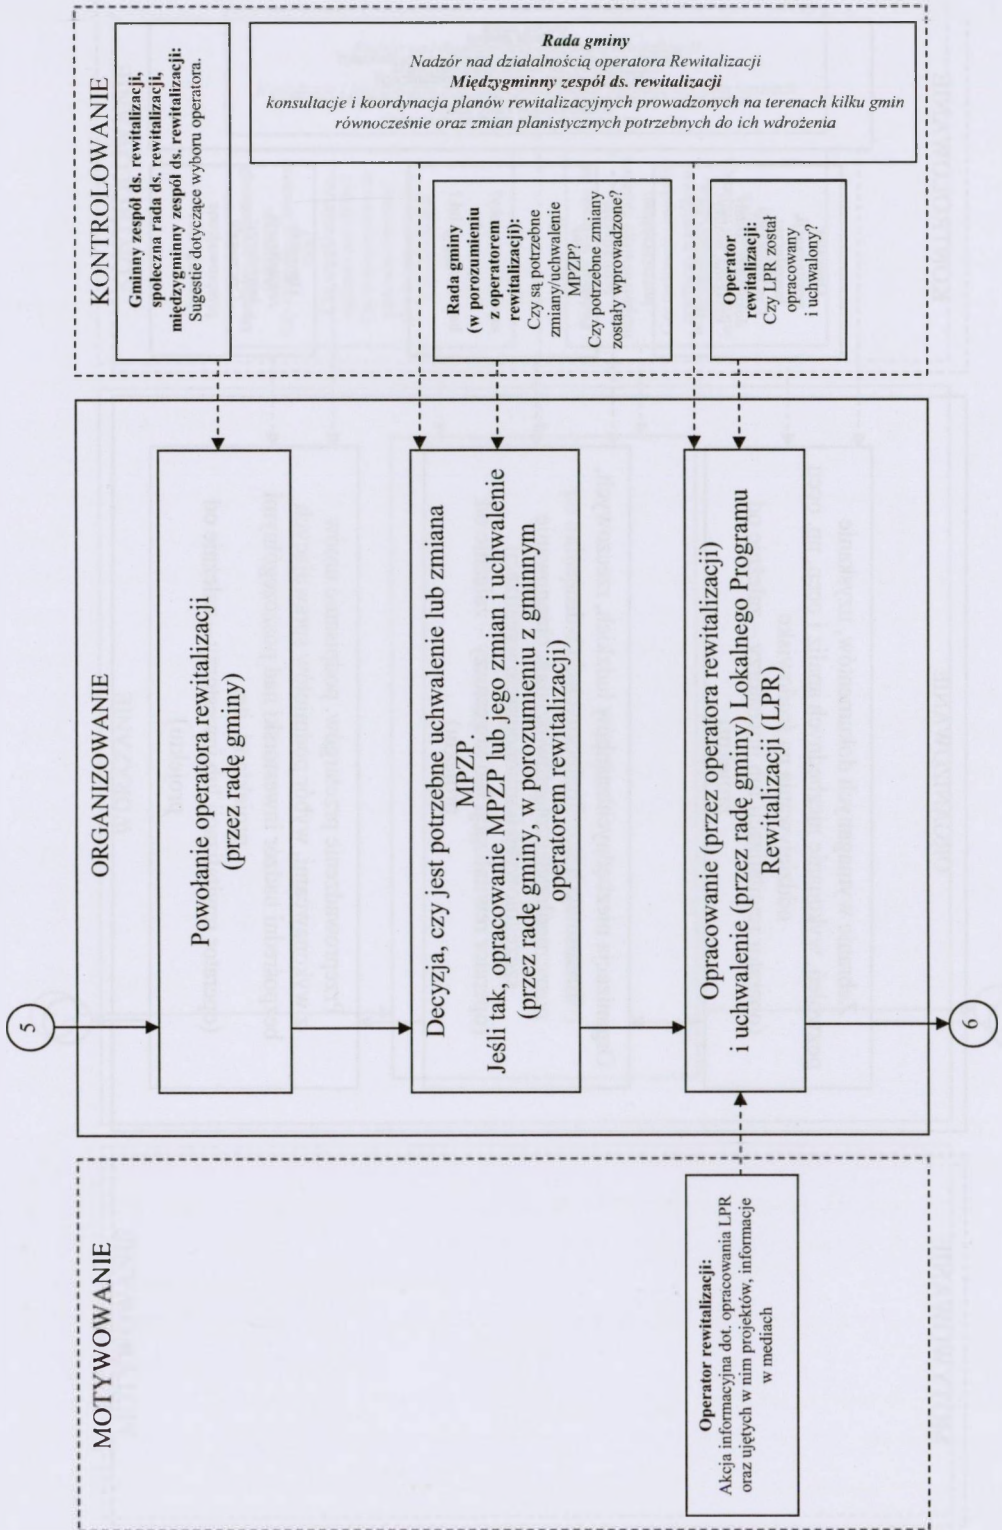 MOTYWOWANIE
Operator rewitalizacji:
Akcja informacyjna dot. opracowania LPR
oraz ujętych w nim projektów, informacje
w mediach
5
ORGANIZOWANIE
Powołanie operatora rewitalizacji
(przez radę gminy)
Decyzja, czy jest potrzebne uchwalenie lub zmiana
MPZP.
Jeśli tak, opracowanie MPZP lub jego zmian i uchwalenie
(przez radę gminy, w porozumieniu z gminnym
operatorem rewitalizacji)
Opracowanie (przez operatora rewitalizacji)
i uchwalenie (przez radę gminy) Lokalnego Programu
Rewitalizacji (LPR)
6
KONTROLOWANIE
Gminny zespół ds. rewitalizacji,
społeczna rada ds. rewitalizacji,
międzygminny zespół ds. rewitalizacji:
Sugestie dotyczące wyboru operatora.
Rada gminy
(w porozumieniu
z operatorem
rewitalizacji):
Czy są potrzebne
zmiany/uchwalenie
MPZP?
Czy potrzebne zmiany
zostały wprowadzone?
Operator
rewitalizacji:
Czy LPR został
opracowany
i uchwalony?
Rada gminy
Nadzór nad działalnością operatora Rewitalizacji
Międzygminny zespół ds. rewitalizacji
konsultacje i koordynacja planów rewitalizacyjnych prowadzonych na terenach kilku gmin
równocześnie oraz zmian planistycznych potrzebnych do ich wdrożenia